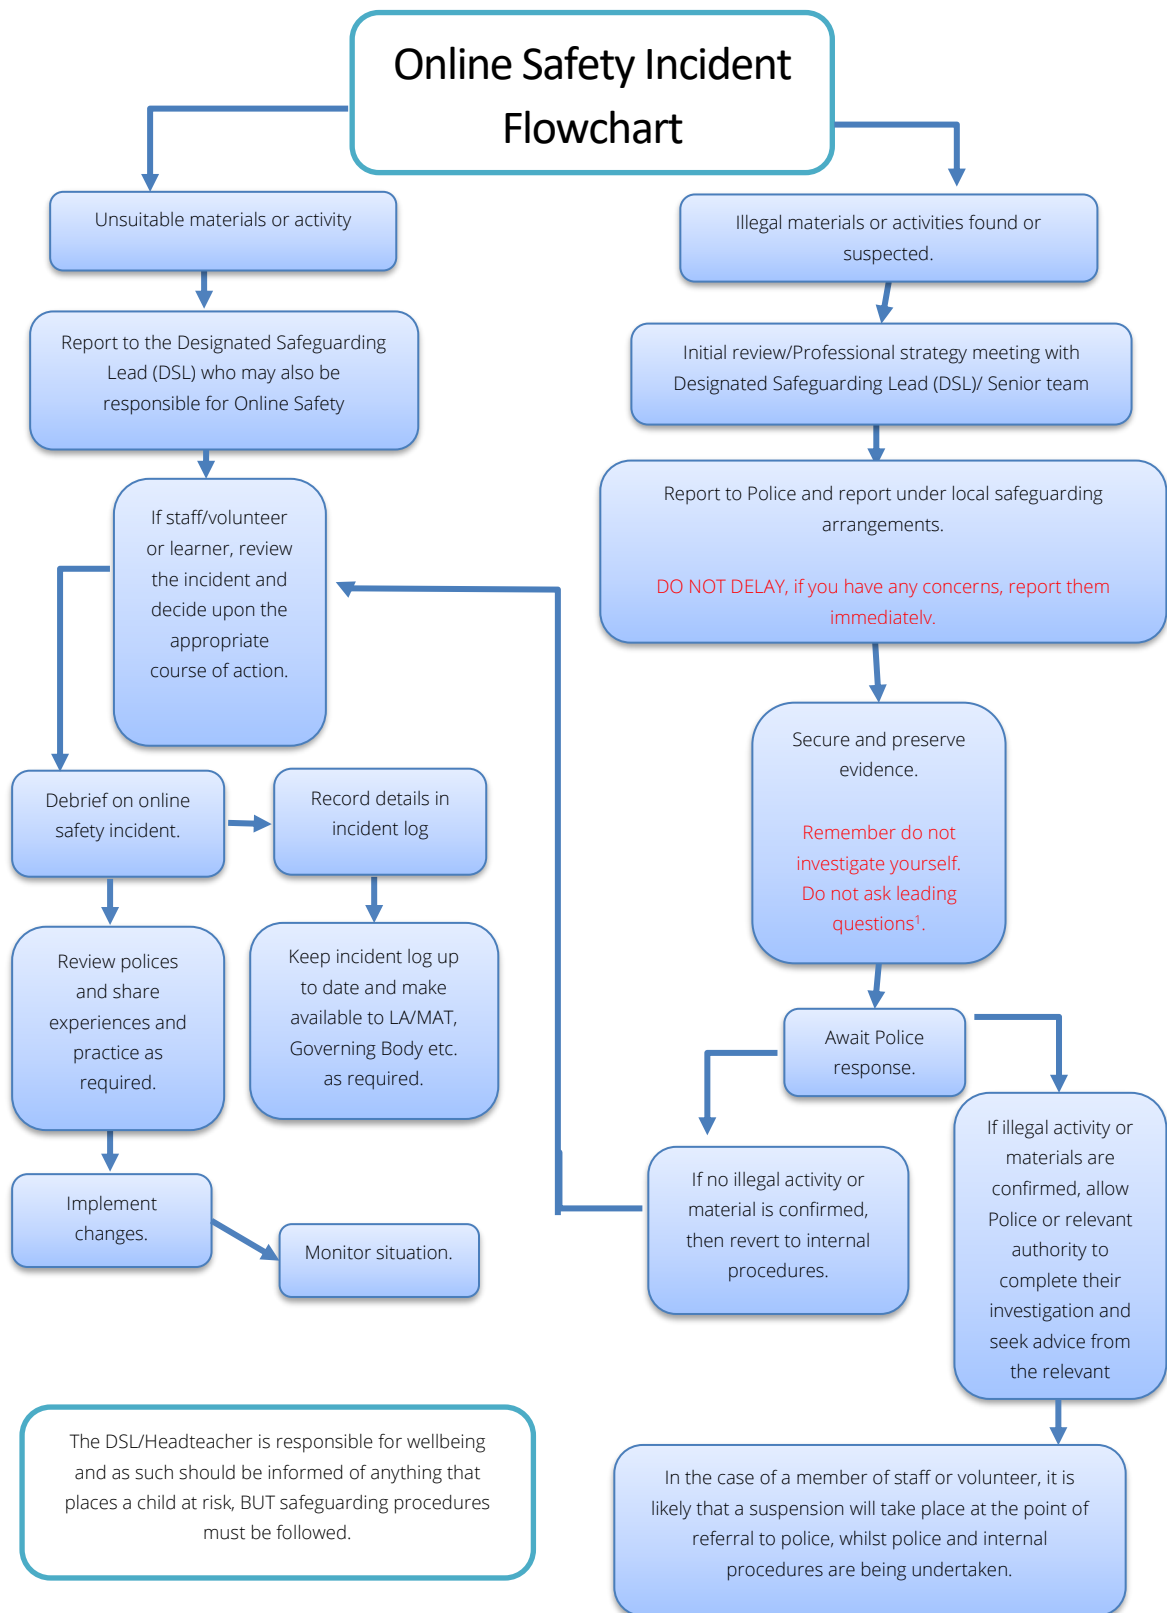 Online Safety Incident
Flowchart
Unsuitable materials or activity
Report to the Designated Safeguarding
Lead (DSL) who may also be
responsible for Online Safety
If staff/volunteer
or learner, review
the incident and
decide upon the
appropriate
course of action.
Debrief on online
safety incident.
Record details in
incident log
Review polices
and share
experiences and
practice as
required.
Keep incident log up
to date and make
available to LA/MAT,
Governing Body etc.
as required.
Implement
changes.
Monitor situation.
Illegal materials or activities found or
suspected.
Initial review/Professional strategy meeting with
Designated Safeguarding Lead (DSL)/ Senior team
Report to Police and report under local safeguarding
arrangements.
DO NOT DELAY, if you have any concerns, report them
immediately.
Secure and preserve
evidence.
Remember do not
investigate yourself.
Do not ask leading
questions¹.
Await Police
response.
If no illegal activity or
material is confirmed,
then revert to internal
procedures.
If illegal activity or
materials are
confirmed, allow
Police or relevant
authority to
complete their
investigation and
seek advice from
the relevant
In the case of a member of staff or volunteer, it is
likely that a suspension will take place at the point of
referral to police, whilst police and internal
procedures are being undertaken.
The DSL/Headteacher is responsible for wellbeing
and as such should be informed of anything that
places a child at risk, BUT safeguarding procedures
must be followed.